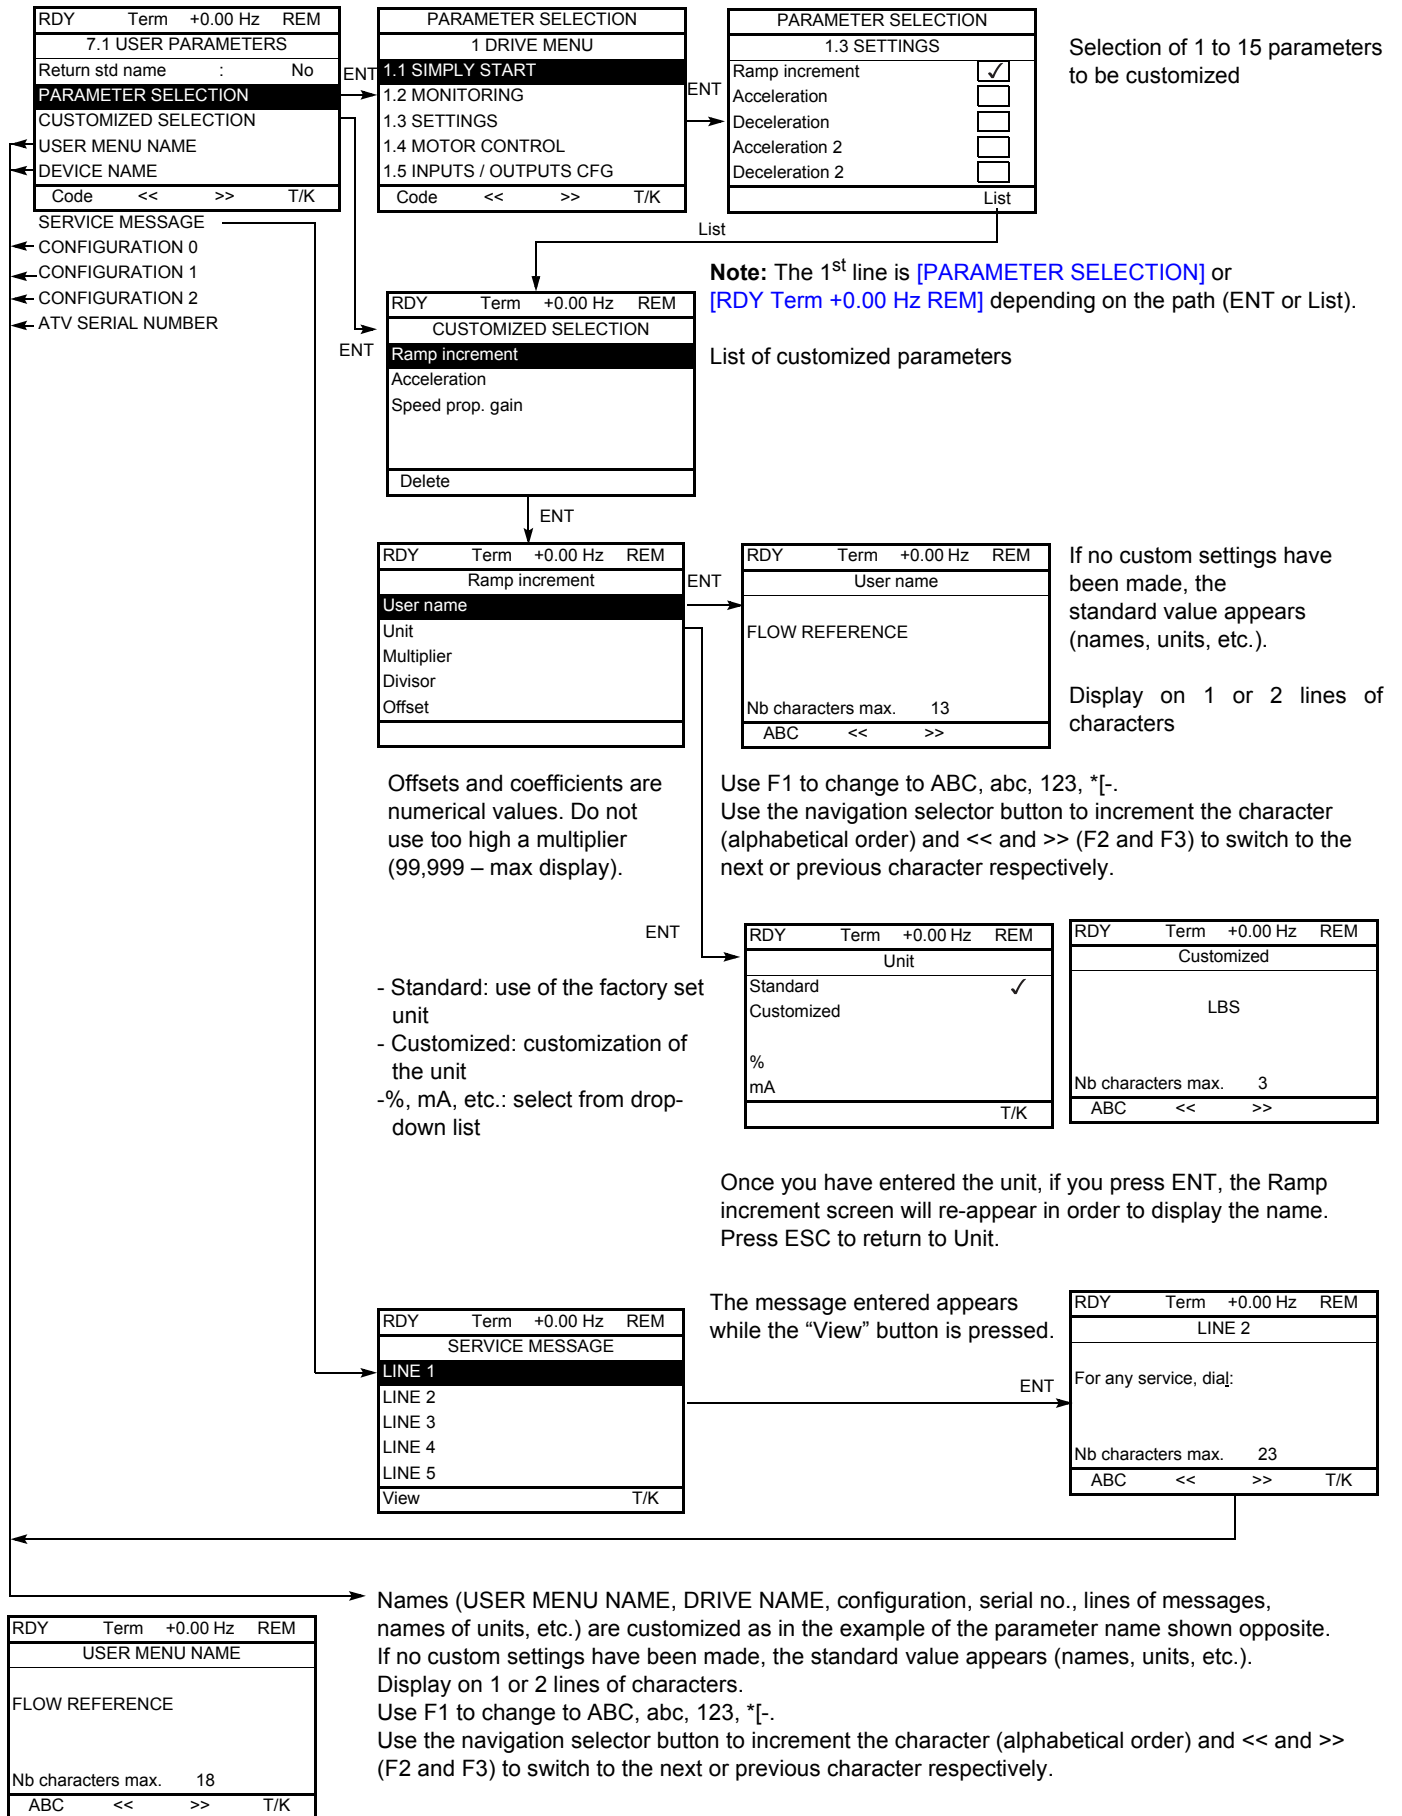 RDY Term +0.00 Hz REM
7.1 USER PARAMETERS
Return std name : No
PARAMETER SELECTION
CUSTOMIZED SELECTION
USER MENU NAME
DEVICE NAME
Code << >> T/K
SERVICE MESSAGE
CONFIGURATION 0
CONFIGURATION 1
CONFIGURATION 2
ATV SERIAL NUMBER
ENT
PARAMETER SELECTION
1 DRIVE MENU
1.1 SIMPLY START
1.2 MONITORING
1.3 SETTINGS
1.4 MOTOR CONTROL
1.5 INPUTS / OUTPUTS CFG
Code << >> T/K
ENT
PARAMETER SELECTION
1.3 SETTINGS
Ramp increment ✓
Acceleration
Deceleration
Acceleration 2
Deceleration 2
List
Selection of 1 to 15 parameters
to be customized
List
Note: The 1st line is [PARAMETER SELECTION] or
[RDY Term +0.00 Hz REM] depending on the path (ENT or List).
ENT
RDY Term +0.00 Hz REM
CUSTOMIZED SELECTION
Ramp increment
Acceleration
Speed prop. gain
Delete
List of customized parameters
ENT
RDY Term +0.00 Hz REM
Ramp increment
User name
Unit
Multiplier
Divisor
Offset
ENT
RDY Term +0.00 Hz REM
User name
FLOW REFERENCE
Nb characters max. 13
ABC << >>
If no custom settings have
been made, the
standard value appears
(names, units, etc.).
Display on 1 or 2 lines of
characters
Offsets and coefficients are
numerical values. Do not
use too high a multiplier
(99,999 – max display).
Use F1 to change to ABC, abc, 123, *[-.
Use the navigation selector button to increment the character
(alphabetical order) and << and >> (F2 and F3) to switch to the
next or previous character respectively.
ENT
- Standard: use of the factory set
unit
- Customized: customization of
the unit
-%, mA, etc.: select from drop-
down list
RDY Term +0.00 Hz REM
Unit
Standard ✓
Customized
%
mA
T/K
RDY Term +0.00 Hz REM
Customized
LBS
Nb characters max. 3
ABC << >>
Once you have entered the unit, if you press ENT, the Ramp
increment screen will re-appear in order to display the name.
Press ESC to return to Unit.
RDY Term +0.00 Hz REM
SERVICE MESSAGE
LINE 1
LINE 2
LINE 3
LINE 4
LINE 5
View T/K
The message entered appears
while the “View” button is pressed.
ENT
RDY Term +0.00 Hz REM
LINE 2
For any service, dial:
Nb characters max. 23
ABC << >> T/K
Names (USER MENU NAME, DRIVE NAME, configuration, serial no., lines of messages,
names of units, etc.) are customized as in the example of the parameter name shown opposite.
If no custom settings have been made, the standard value appears (names, units, etc.).
Display on 1 or 2 lines of characters.
Use F1 to change to ABC, abc, 123, *[-.
Use the navigation selector button to increment the character (alphabetical order) and << and >>
(F2 and F3) to switch to the next or previous character respectively.
RDY Term +0.00 Hz REM
USER MENU NAME
FLOW REFERENCE
Nb characters max. 18
ABC << >> T/K